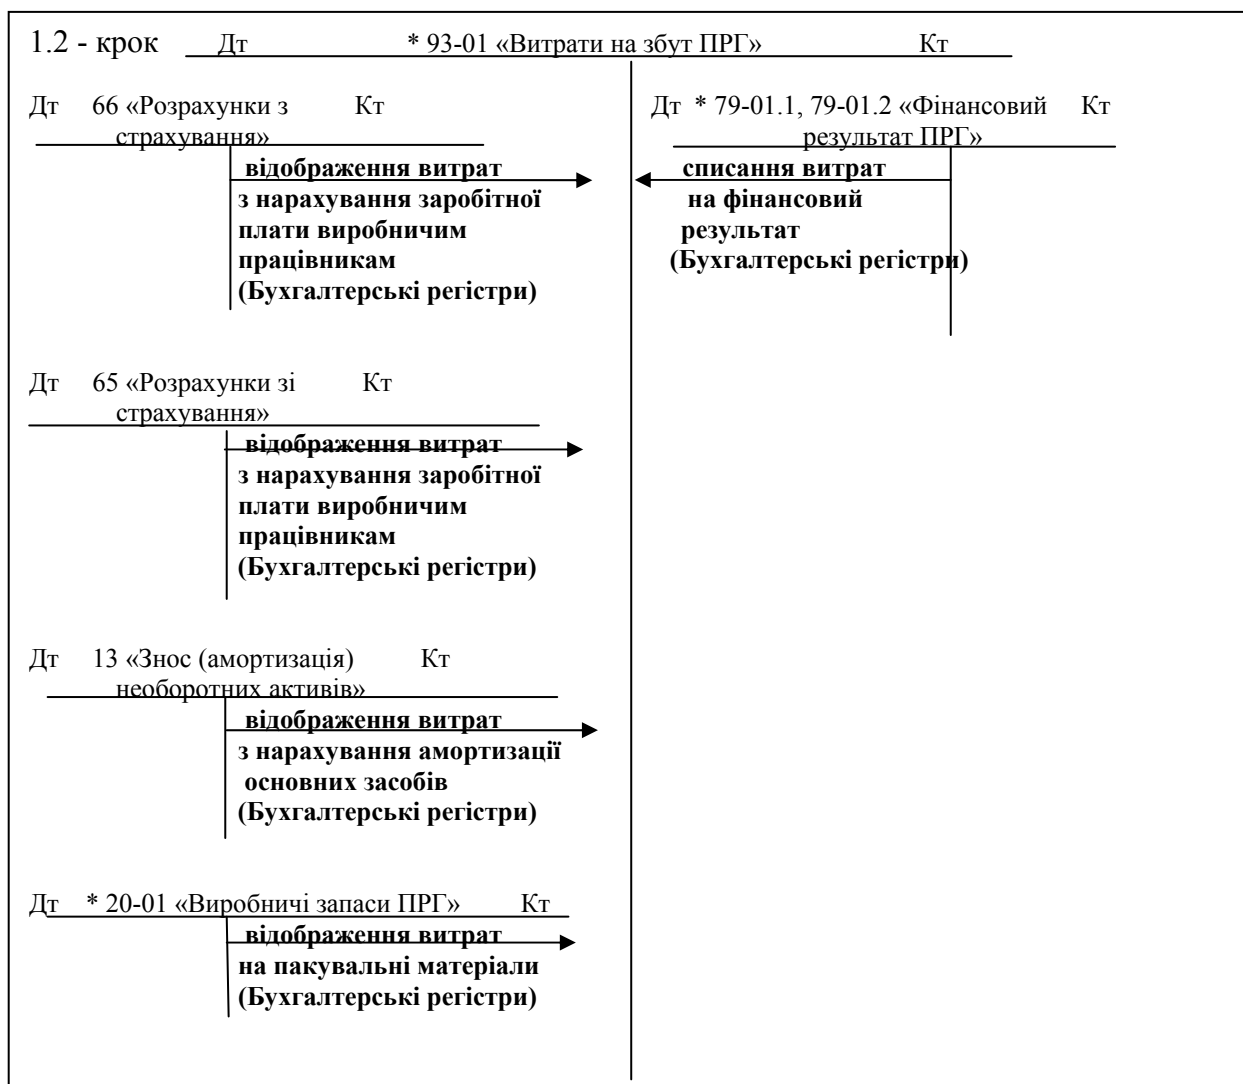 1.2 - крок Дт * 93-01 «Витрати на збут ПРГ» Кт
Дт 66 «Розрахунки з Кт
страхування»
відображення витрат
з нарахування заробітної
плати виробничим
працівникам
(Бухгалтерські регістри)
Дт * 79-01.1, 79-01.2 «Фінансовий Кт
результат ПРГ»
списання витрат
на фінансовий
результат
(Бухгалтерські регістри)
Дт 65 «Розрахунки зі Кт
страхування»
відображення витрат
з нарахування заробітної
плати виробничим
працівникам
(Бухгалтерські регістри)
Дт 13 «Знос (амортизація) Кт
необоротних активів»
відображення витрат
з нарахування амортизації
основних засобів
(Бухгалтерські регістри)
Дт * 20-01 «Виробничі запаси ПРГ» Кт
відображення витрат
на пакувальні матеріали
(Бухгалтерські регістри)